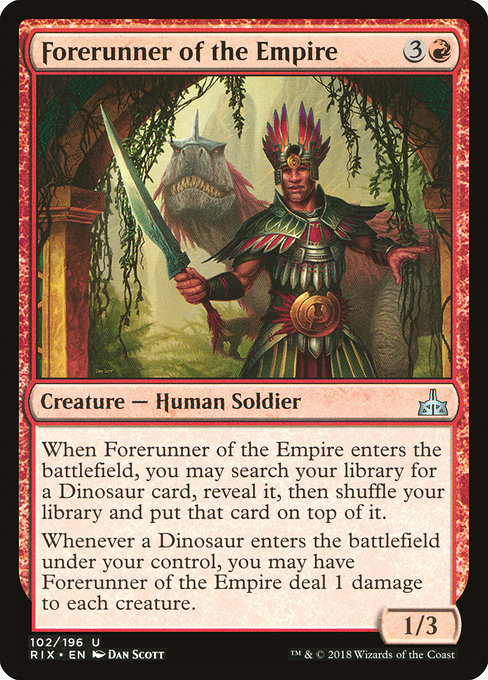 Forerunner of the Empire 3
Creature — Human Soldier
When Forerunner of the Empire enters the
battlefield, you may search your library for
a Dinosaur card, reveal it, then shuffle your
library and put that card on top of it.
Whenever a Dinosaur enters the battlefield
under your control, you may have
Forerunner of the Empire deal 1 damage
to each creature.
1/3
102/196 U
RIX • EN Dan Scott
™ & © 2018 Wizards of the Coast